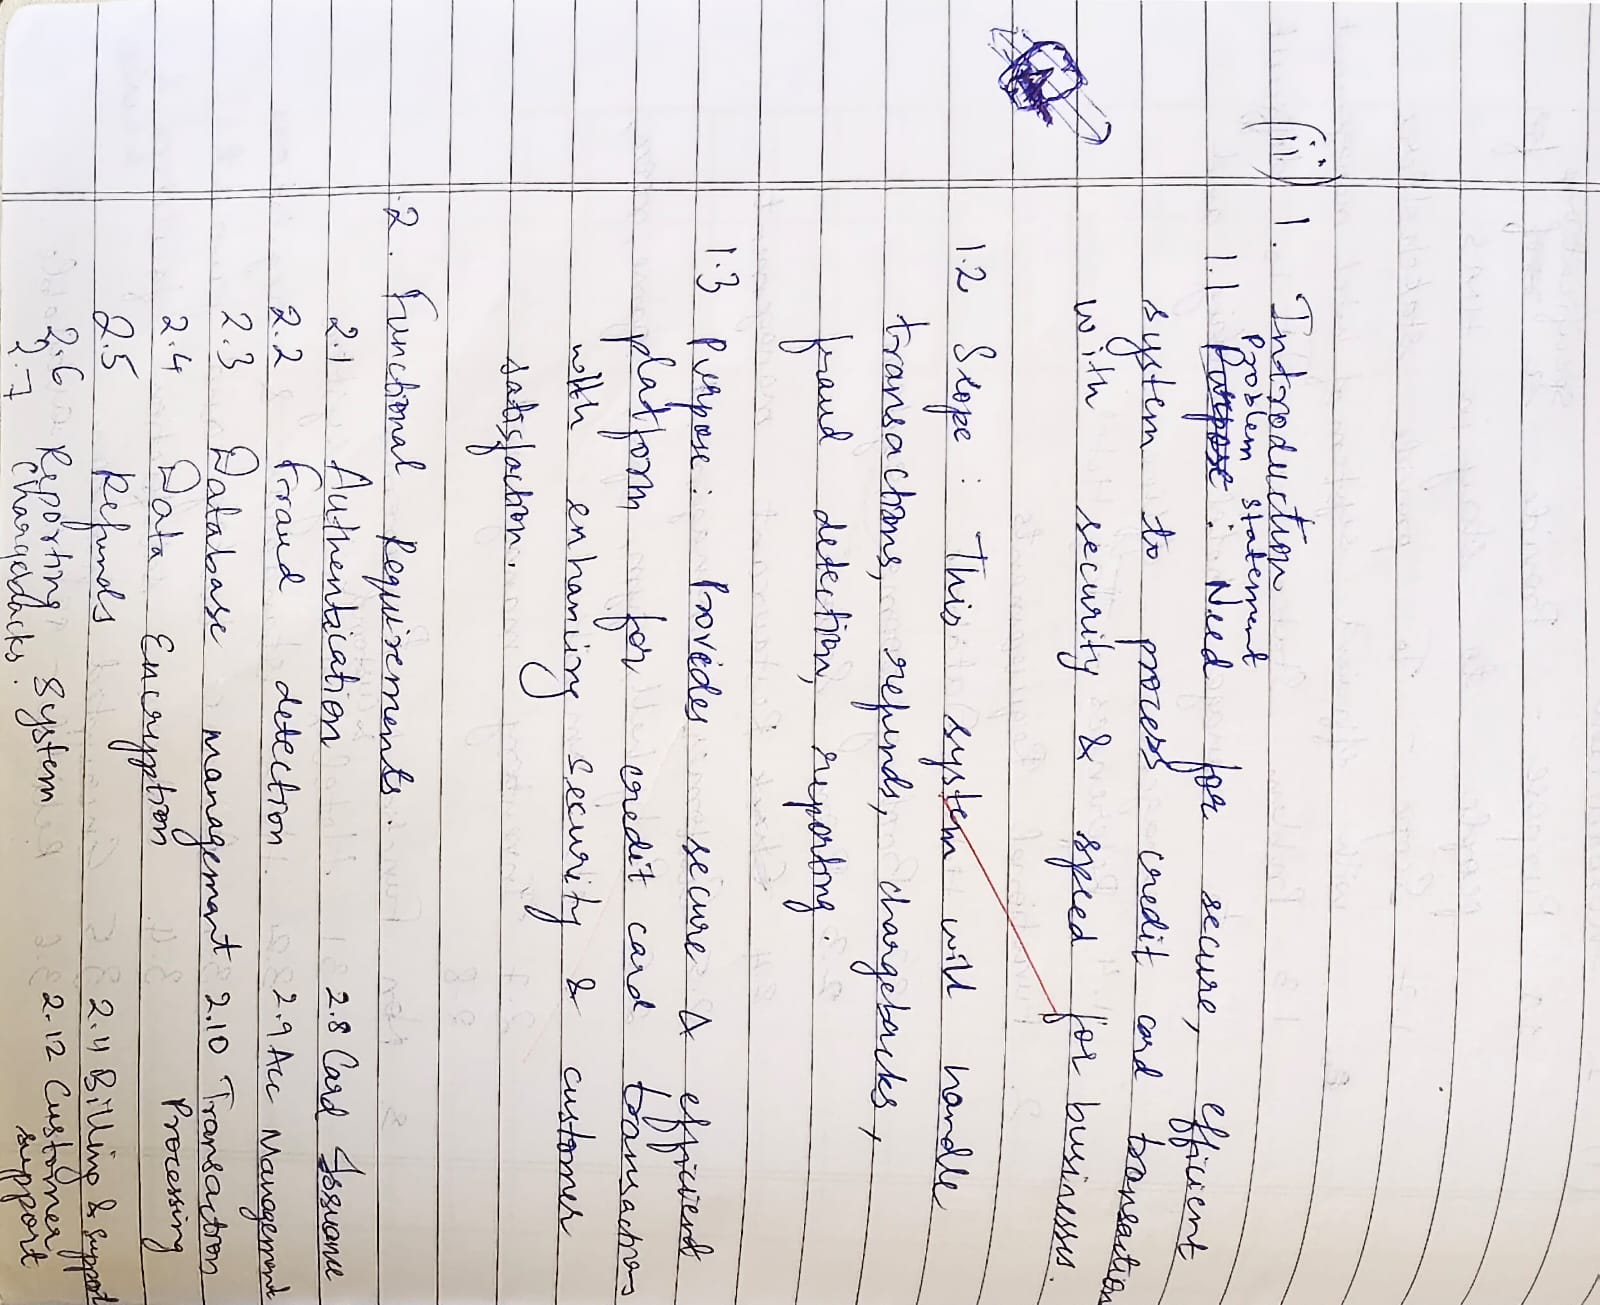 (ii) 1. Introduction
Problem statement
1.1 Purpose : Need for secure, efficient
system to process credit card transaction
with security & speed for businesses.
1.2 Scope : This system will handle
transactions, refunds, chargebacks,
fraud detection, reporting.
1.3 Purpose : Provides secure & efficient
platform for credit card transactions
with enhancing security & customer
satisfaction.
2. Functional Requirements.
2.1 Authentaication 2.8 Card Issuance
2.2 Fraud detection 2.9 Acc Management
2.3 Database management 2.10 Transaction
2.4 Data Encryption Processing
2.5 Refunds 2.11 Billing & Support
2.6 Reporting System 2.12 Customer
2.7 Chargebacks. support